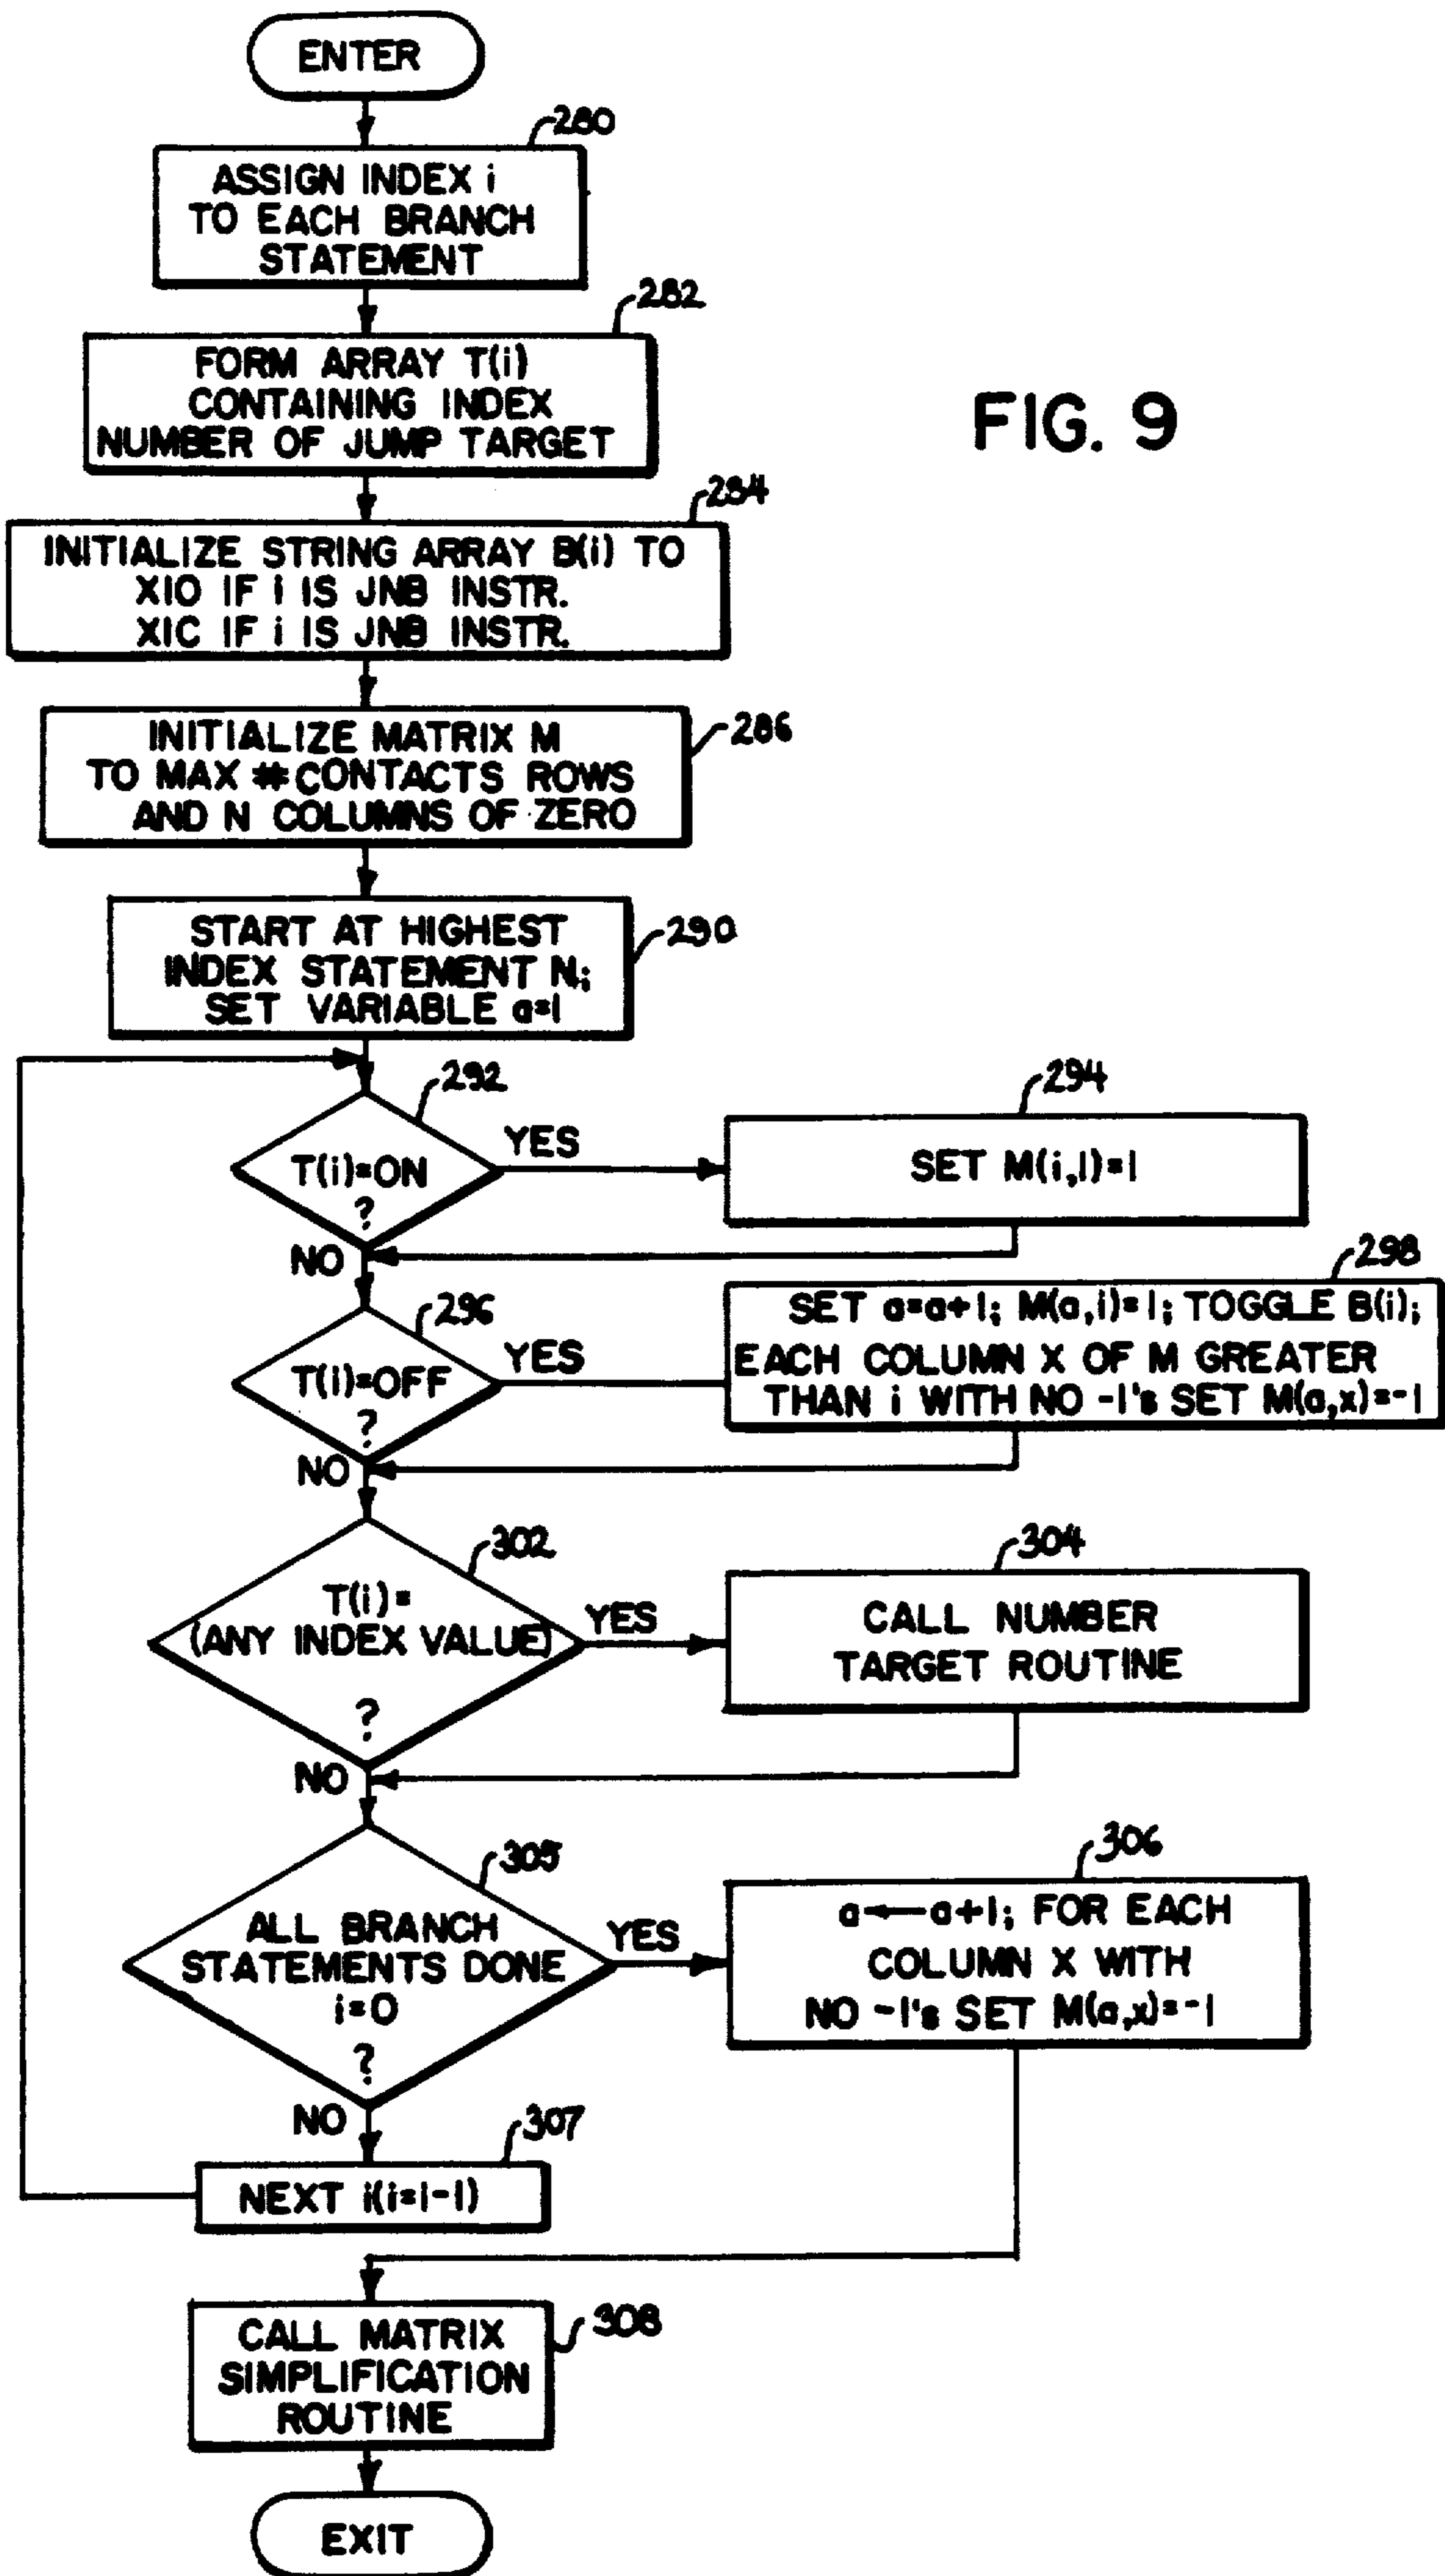 ENTER
280
ASSIGN INDEX i
TO EACH BRANCH
STATEMENT
282
FORM ARRAY T(i)
CONTAINING INDEX
NUMBER OF JUMP TARGET
FIG. 9
284
INITIALIZE STRING ARRAY B(i) TO
XIO IF i IS JNB INSTR.
XIC IF i IS JNB INSTR.
286
INITIALIZE MATRIX M
TO MAX # CONTACTS ROWS
AND N COLUMNS OF ZERO
290
START AT HIGHEST
INDEX STATEMENT N;
SET VARIABLE a=1
292
T(i)=ON
?
YES
NO
294
SET M(i,1)=1
296
T(i)=OFF
?
YES
NO
298
SET a=a+1; M(a,i)=1; TOGGLE B(i);
EACH COLUMN X OF M GREATER
THAN i WITH NO -1's SET M(a,x)=-1
302
T(i)=
(ANY INDEX VALUE)
?
YES
NO
304
CALL NUMBER
TARGET ROUTINE
305
ALL BRANCH
STATEMENTS DONE
i=0
?
YES
NO
306
a←a+1; FOR EACH
COLUMN X WITH
NO -1's SET M(a,x)=-1
307
NEXT i(i=i-1)
308
CALL MATRIX
SIMPLIFICATION
ROUTINE
EXIT